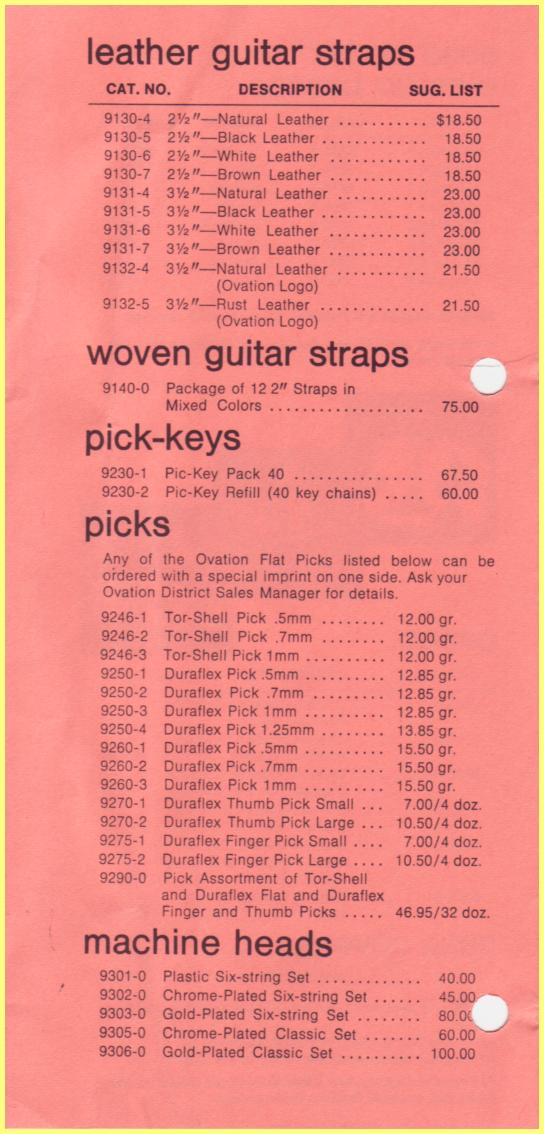 leather guitar straps
CAT. NO. DESCRIPTION SUG. LIST
9130-4 2½"—Natural Leather ........... $18.50
9130-5 2½"—Black Leather ............. 18.50
9130-6 2½"—White Leather ............ 18.50
9130-7 2½"—Brown Leather ............ 18.50
9131-4 3½"—Natural Leather ........... 23.00
9131-5 3½"—Black Leather ............. 23.00
9131-6 3½"—White Leather ............ 23.00
9131-7 3½"—Brown Leather ............ 23.00
9132-4 3½"—Natural Leather ........... 21.50
(Ovation Logo)
9132-5 3½"—Rust Leather ............. 21.50
(Ovation Logo)
woven guitar straps
9140-0 Package of 12 2" Straps in
Mixed Colors ................... 75.00
pick-keys
9230-1 Pic-Key Pack 40 ................ 67.50
9230-2 Pic-Key Refill (40 key chains) ..... 60.00
picks
Any of the Ovation Flat Picks listed below can be
ordered with a special imprint on one side. Ask your
Ovation District Sales Manager for details.
9246-1 Tor-Shell Pick .5mm ........ 12.00 gr.
9246-2 Tor-Shell Pick .7mm ........ 12.00 gr.
9246-3 Tor-Shell Pick 1mm .......... 12.00 gr.
9250-1 Duraflex Pick .5mm .......... 12.85 gr.
9250-2 Duraflex Pick .7mm ......... 12.85 gr.
9250-3 Duraflex Pick 1mm .......... 12.85 gr.
9250-4 Duraflex Pick 1.25mm ........ 13.85 gr.
9260-1 Duraflex Pick .5mm .......... 15.50 gr.
9260-2 Duraflex Pick .7mm .......... 15.50 gr.
9260-3 Duraflex Pick 1mm .......... 15.50 gr.
9270-1 Duraflex Thumb Pick Small ... 7.00/4 doz.
9270-2 Duraflex Thumb Pick Large ... 10.50/4 doz.
9275-1 Duraflex Finger Pick Small .... 7.00/4 doz.
9275-2 Duraflex Finger Pick Large .... 10.50/4 doz.
9290-0 Pick Assortment of Tor-Shell
and Duraflex Flat and Duraflex
Finger and Thumb Picks ..... 46.95/32 doz.
machine heads
9301-0 Plastic Six-string Set ............. 40.00
9302-0 Chrome-Plated Six-string Set ...... 45.00
9303-0 Gold-Plated Six-string Set ........ 80.00
9305-0 Chrome-Plated Classic Set ....... 60.00
9306-0 Gold-Plated Classic Set .......... 100.00